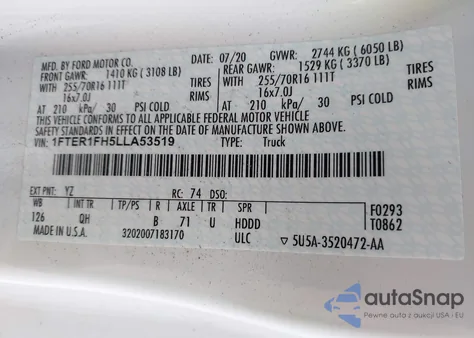 MFD. BY FORD MOTOR CO. DATE: 07/20 GVWR: 2744 KG (6050 LB)
FRONT GAWR: 1410 KG (3108 LB) REAR GAWR: 1529 KG (3370 LB)
255/70R16 111T TIRES 255/70R16 111T TIRES
16x7.0J 16x7.0J
AT 210 kPa/ 30 PSI COLD AT 210 kPa/ 30 PSI COLD
THIS VEHICLE CONFORMS TO ALL APPLICABLE FEDERAL MOTOR VEHICLE
SAFETY STANDARDS IN EFFECT ON THE DATE OF MANUFACTURE SHOWN ABOVE.
VIN: 1FTER1FH5LLA53519 TYPE: Truck
EXT PNT: YZ RC: 74 DSO:
WB INT TR TP/PS R AXLE TR SPR F0293
126 QH B 71 U HDDD T0862
MADE IN U.S.A. 3202007183170 ULC ▽ 5U5A-3520472-AA
autoSnap
Pewne auta z aukcji USA - EU